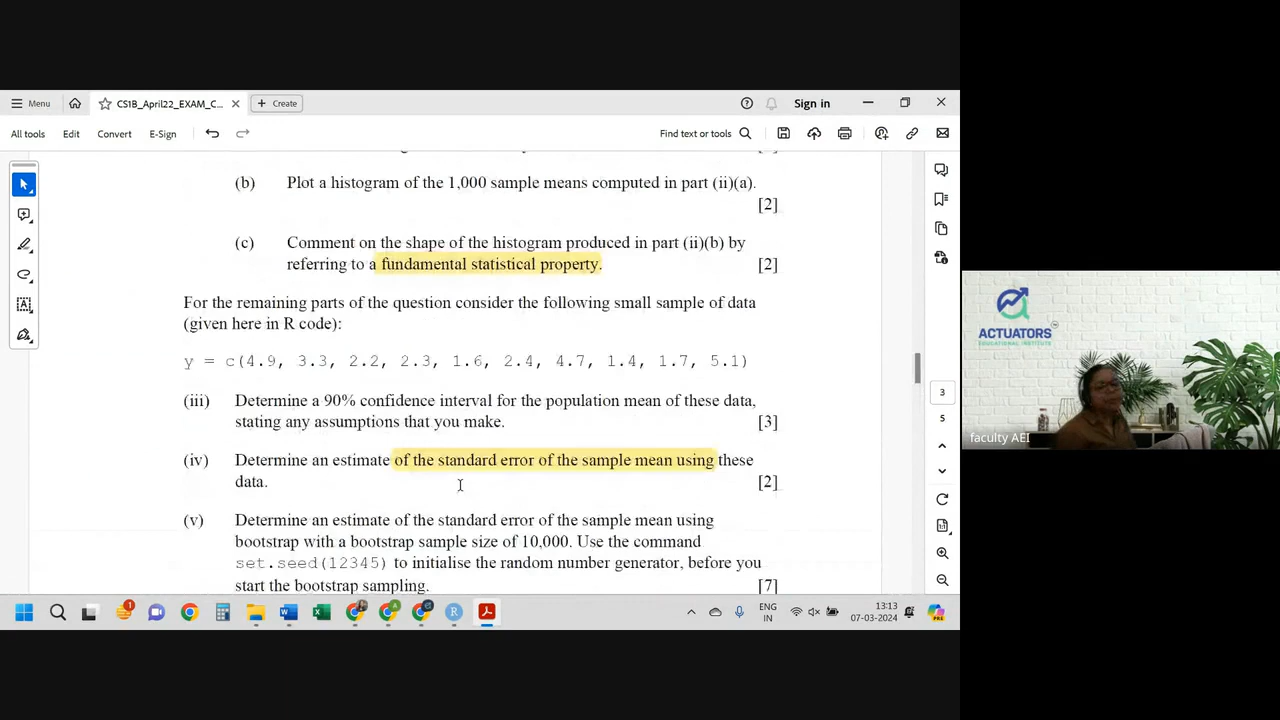 Menu
CS1B_April22_EXAM_C...
Create
Sign in
All tools
Edit
Convert
E-Sign
Find text or tools
(b) Plot a histogram of the 1,000 sample means computed in part (ii)(a).
[2]
(c) Comment on the shape of the histogram produced in part (ii)(b) by
referring to a fundamental statistical property. [2]
For the remaining parts of the question consider the following small sample of data
(given here in R code):
y = c(4.9, 3.3, 2.2, 2.3, 1.6, 2.4, 4.7, 1.4, 1.7, 5.1)
(iii) Determine a 90% confidence interval for the population mean of these data,
stating any assumptions that you make. [3]
(iv) Determine an estimate of the standard error of the sample mean using these
data. [2]
(v) Determine an estimate of the standard error of the sample mean using
bootstrap with a bootstrap sample size of 10,000. Use the command
set.seed(12345) to initialise the random number generator, before you
start the bootstrap sampling. [7]
3
5
ACTUATORS
EDUCATIONAL INSTITUTE
faculty AEI
ENG
IN
13:13
07-03-2024